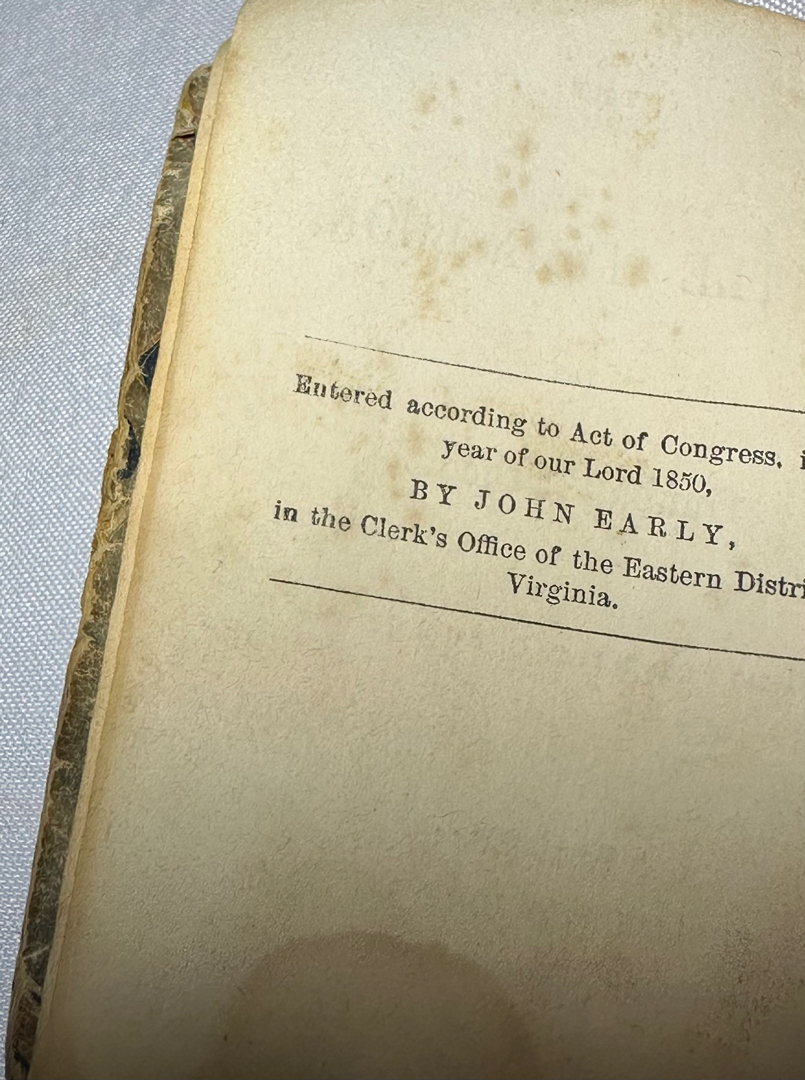 Entered according to Act of Congress, i
year of our Lord 1850,
BY JOHN EARLY,
in the Clerk's Office of the Eastern Distri
Virginia.